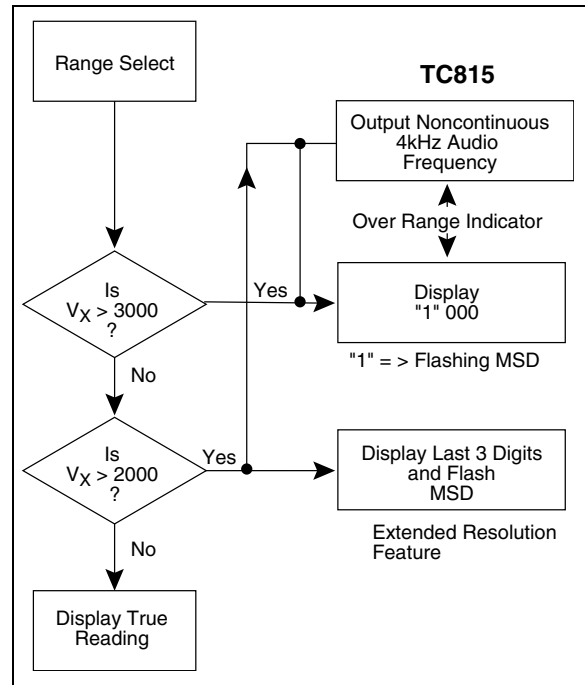 Range Select
TC815
Output Noncontinuous
4kHz Audio
Frequency
Over Range Indicator
Is
VX > 3000
?
Yes
Display
"1" 000
"1" = > Flashing MSD
No
Is
VX > 2000
?
Yes
Display Last 3 Digits
and Flash
MSD
Extended Resolution
Feature
No
Display True
Reading